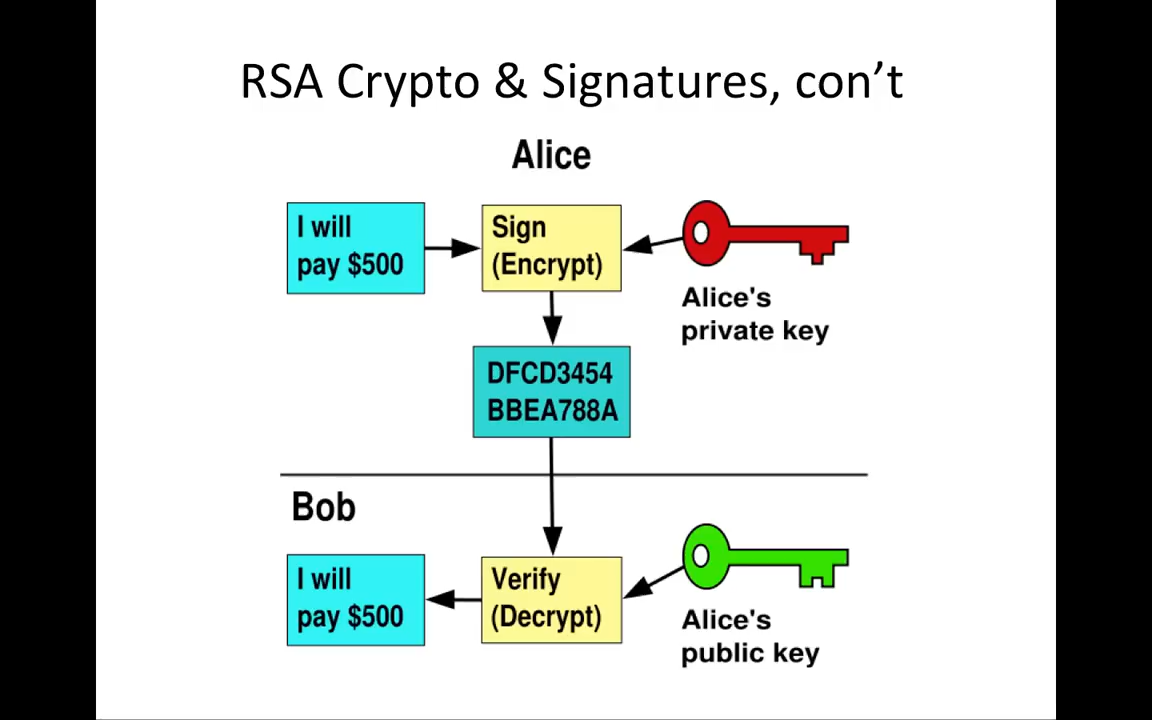 RSA Crypto & Signatures, con’t
Alice
I will
pay $500
Sign
(Encrypt)
Alice's
private key
DFCD3454
BBEA788A
Bob
I will
pay $500
Verify
(Decrypt)
Alice's
public key